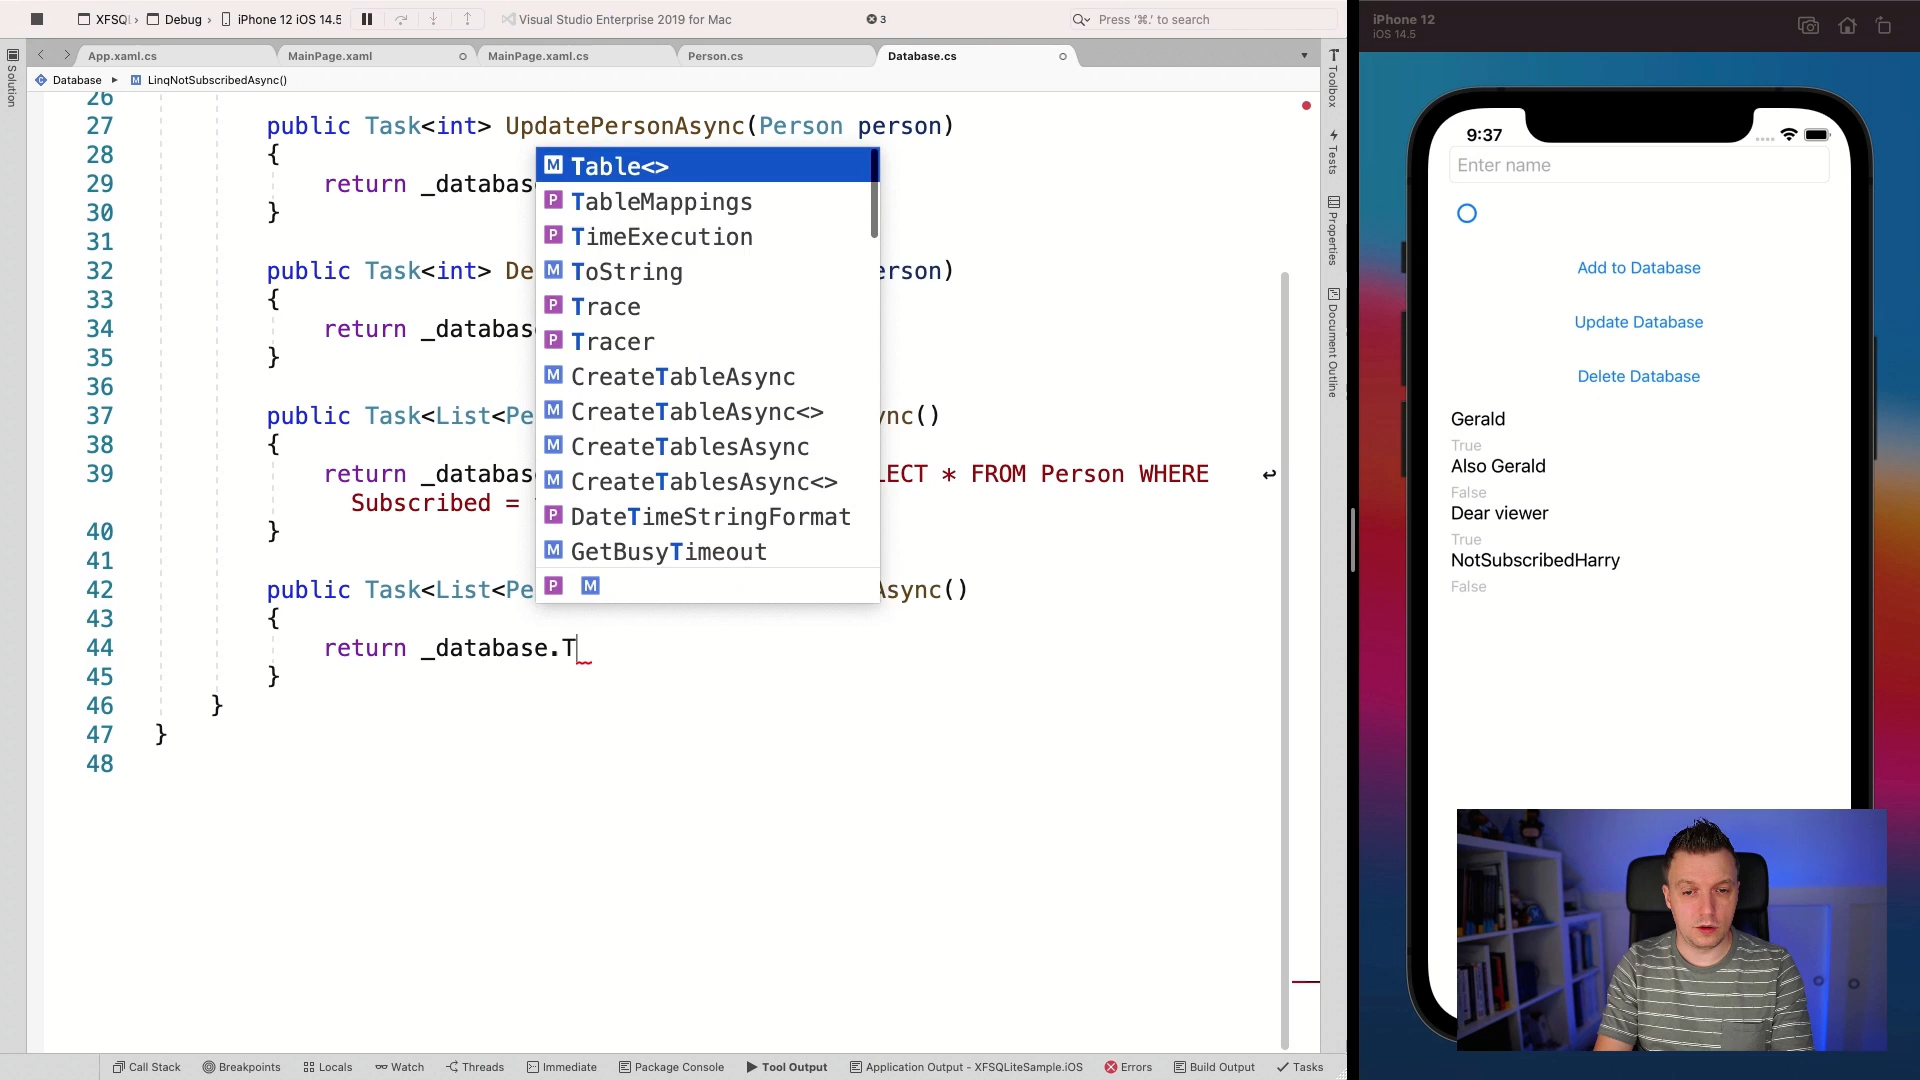 XFSQL › Debug › iPhone 12 iOS 14.5
Visual Studio Enterprise 2019 for Mac
3
Press '⌘.' to search
App.xaml.cs
MainPage.xaml
MainPage.xaml.cs
Person.cs
Database.cs
Database ▸ LinqNotSubscribedAsync()
Solution
Toolbox
Tests
Properties
Document Outline
26
27 public Task<int> UpdatePersonAsync(Person person)
28 {
29 return _database
30 }
31
32 public Task<int> De erson)
33 {
34 return _database
35 }
36
37 public Task<List<Pe nc()
38 {
39 return _database LECT * FROM Person WHERE
Subscribed =
40 }
41
42 public Task<List<Pe Async()
43 {
44 return _database.T
45 }
46 }
47 }
48
M Table<>
P TableMappings
P TimeExecution
M ToString
P Trace
P Tracer
M CreateTableAsync
M CreateTableAsync<>
M CreateTablesAsync
M CreateTablesAsync<>
P DateTimeStringFormat
M GetBusyTimeout
P M
Call Stack
Breakpoints
Locals
Watch
Threads
Immediate
Package Console
Tool Output
Application Output - XFSQLiteSample.iOS
Errors
Build Output
Tasks
iPhone 12
iOS 14.5
9:37
Enter name
Add to Database
Update Database
Delete Database
Gerald
True
Also Gerald
False
Dear viewer
True
NotSubscribedHarry
False